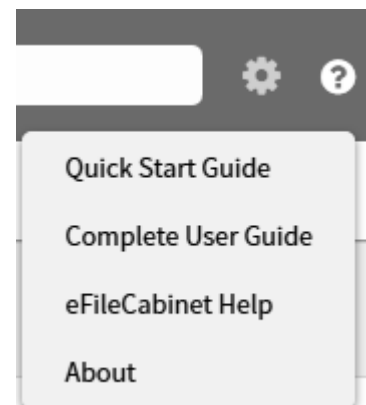 Quick Start Guide
Complete User Guide
eFileCabinet Help
About